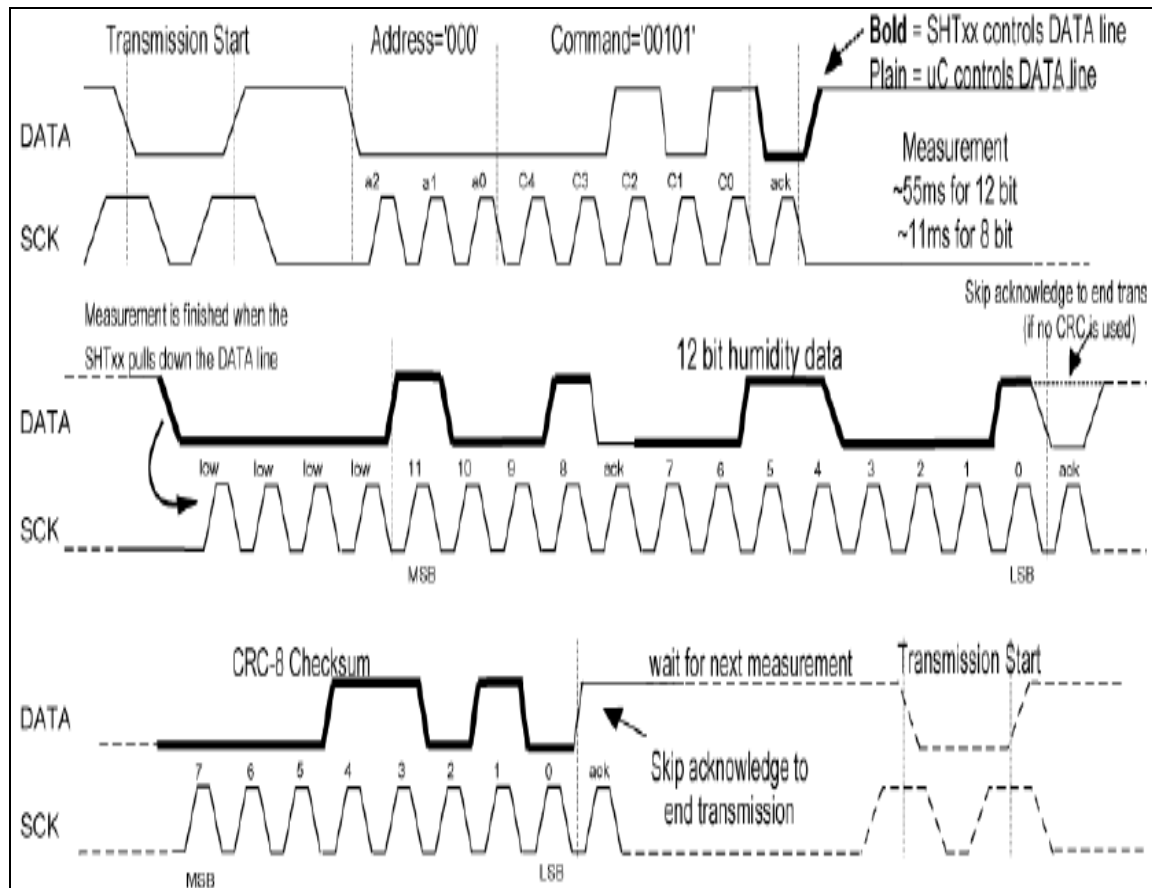 Transmission Start Address='000' Command='00101' Bold = SHTxx controls DATA line
Plain = uC controls DATA line
DATA
a2 a1 a0 C4 C3 C2 C1 C0 ack
Measurement
~55ms for 12 bit
~11ms for 8 bit
SCK
Measurement is finished when the
SHTxx pulls down the DATA line
Skip acknowledge to end trans
(if no CRC is used)
12 bit humidity data
DATA
low low low low 11 10 9 8 ack 7 6 5 4 3 2 1 0 ack
SCK
MSB LSB
CRC-8 Checksum wait for next measurement Transmission Start
DATA
7 6 5 4 3 2 1 0 ack
Skip acknowledge to
end transmission
SCK
MSB LSB